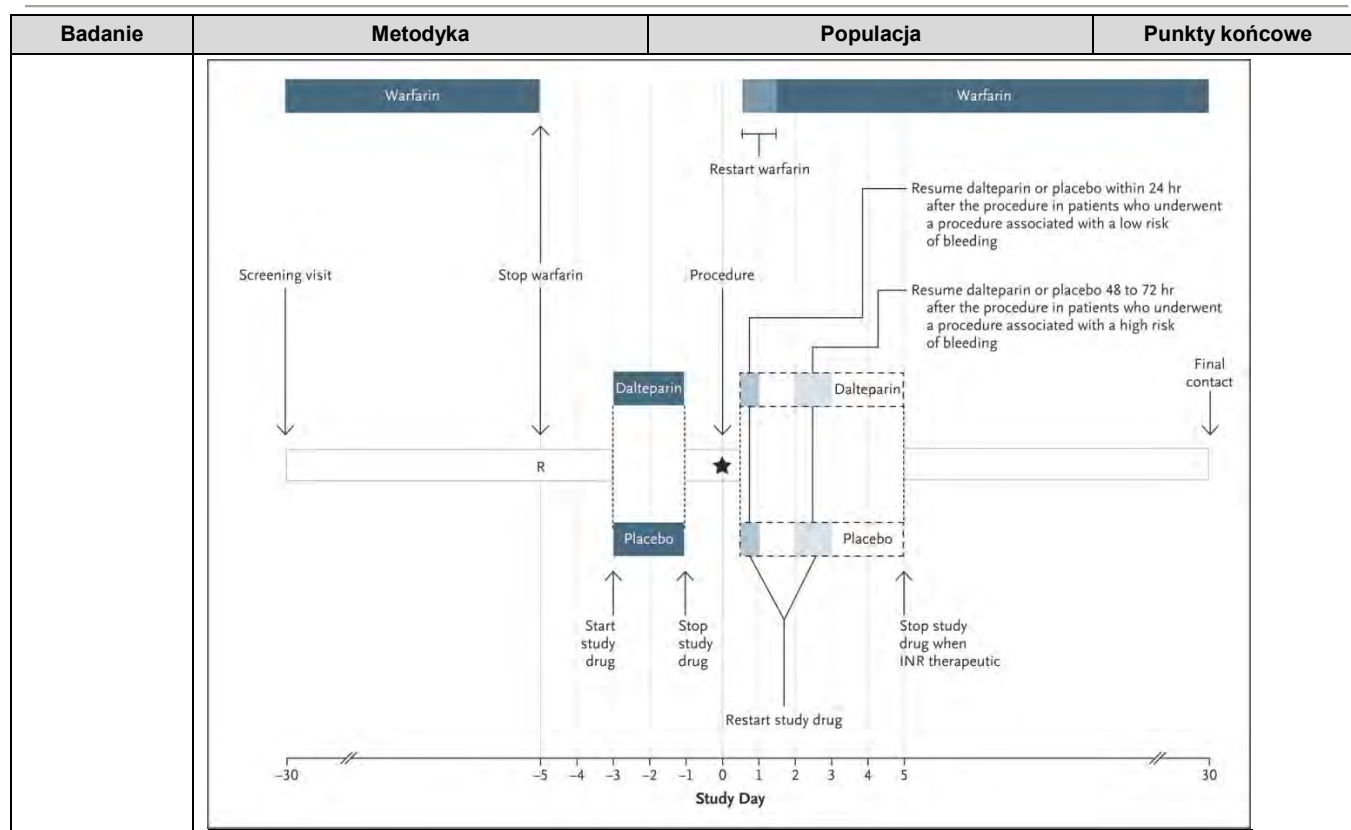 Badanie Metodyka Populacja Punkty końcowe
Warfarin Warfarin
Restart warfarin
Resume dalteparin or placebo within 24 hr
after the procedure in patients who underwent
a procedure associated with a low risk
of bleeding
Screening visit Stop warfarin Procedure
Resume dalteparin or placebo 48 to 72 hr
after the procedure in patients who underwent
a procedure associated with a high risk
of bleeding
Final
contact
Dalteparin Dalteparin
R
Placebo Placebo
Start
study
drug
Stop
study
drug
Stop study
drug when
INR therapeutic
Restart study drug
–30 –5 –4 –3 –2 –1 0 1 2 3 4 5 30
Study Day